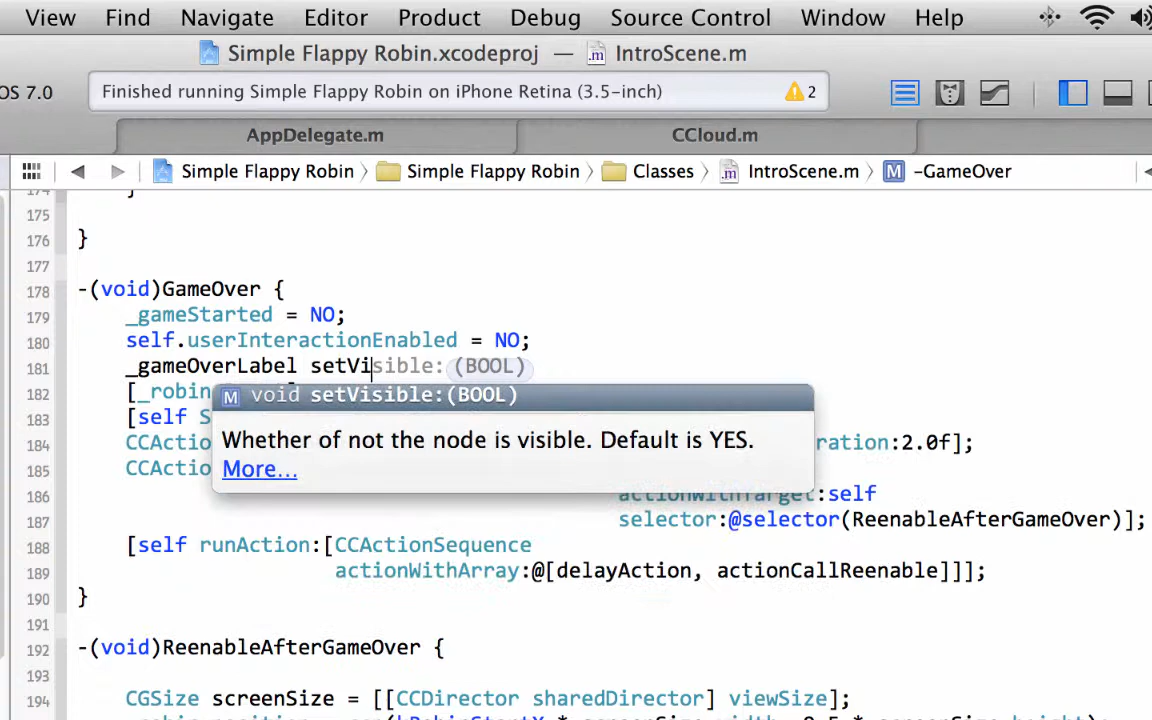 View Find Navigate Editor Product Debug Source Control Window Help
Simple Flappy Robin.xcodeproj — IntroScene.m
OS 7.0 Finished running Simple Flappy Robin on iPhone Retina (3.5-inch) 2
AppDelegate.m CCloud.m
Simple Flappy Robin Simple Flappy Robin Classes IntroScene.m M -GameOver
174 }
175
176 }
177
178 -(void)GameOver {
179 _gameStarted = NO;
180 self.userInteractionEnabled = NO;
181 _gameOverLabel setVisible:(BOOL)
182 [_robin
M void setVisible:(BOOL)
183 [self S
Whether of not the node is visible. Default is YES.
184 CCActio ration:2.0f];
185 CCActio
More...
186 actionWithTarget:self
187 selector:@selector(ReenableAfterGameOver)];
188 [self runAction:[CCActionSequence
189 actionWithArray:@[delayAction, actionCallReenable]]];
190 }
191
192 -(void)ReenableAfterGameOver {
193
194 CGSize screenSize = [[CCDirector sharedDirector] viewSize];